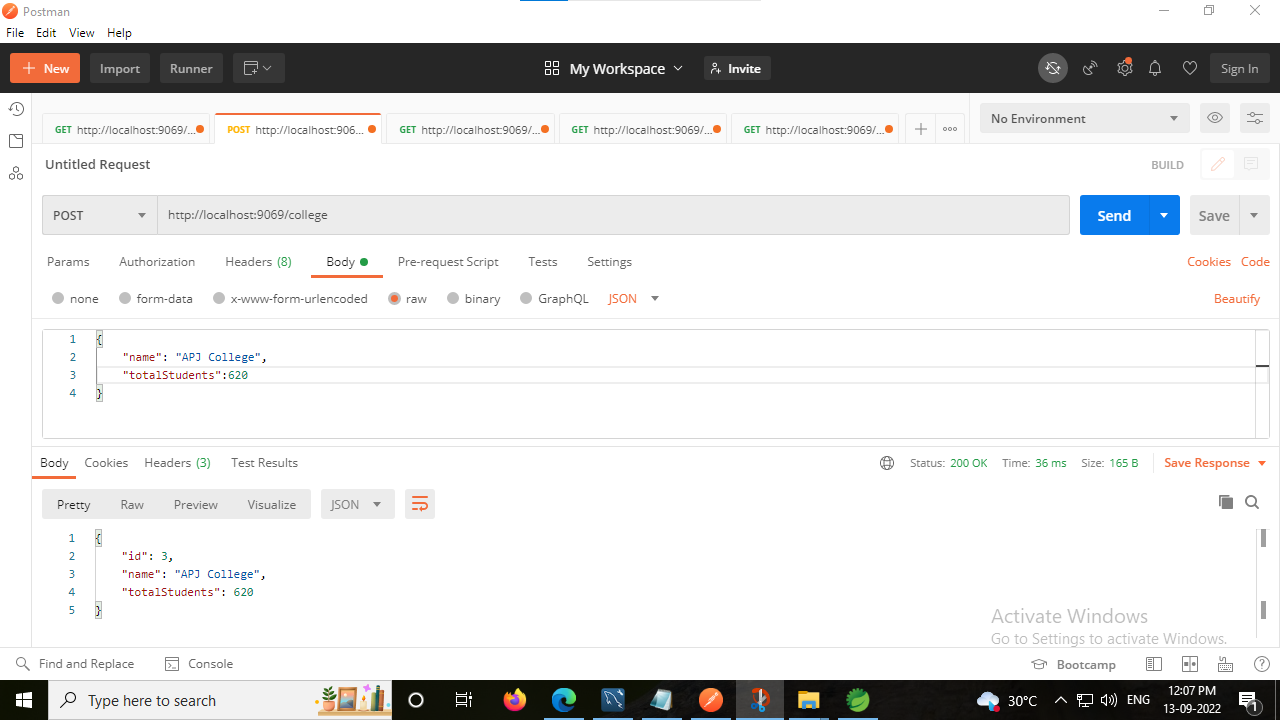 Postman
File Edit View Help
New Import Runner My Workspace Invite Sign In
GET http://localhost:9069/... POST http://localhost:906... GET http://localhost:9069/... GET http://localhost:9069/... GET http://localhost:9069/... No Environment
Untitled Request BUILD
POST http://localhost:9069/college Send Save
Params Authorization Headers (8) Body Pre-request Script Tests Settings Cookies Code
none form-data x-www-form-urlencoded raw binary GraphQL JSON Beautify
1 {
2 "name": "APJ College",
3 "totalStudents":620
4 }
Body Cookies Headers (3) Test Results Status: 200 OK Time: 36 ms Size: 165 B Save Response
Pretty Raw Preview Visualize JSON
1 {
2 "id": 3,
3 "name": "APJ College",
4 "totalStudents": 620
5 }
Activate Windows
Go to Settings to activate Windows.
Find and Replace Console Bootcamp
Type here to search 30°C ENG 12:07 PM
13-09-2022 1